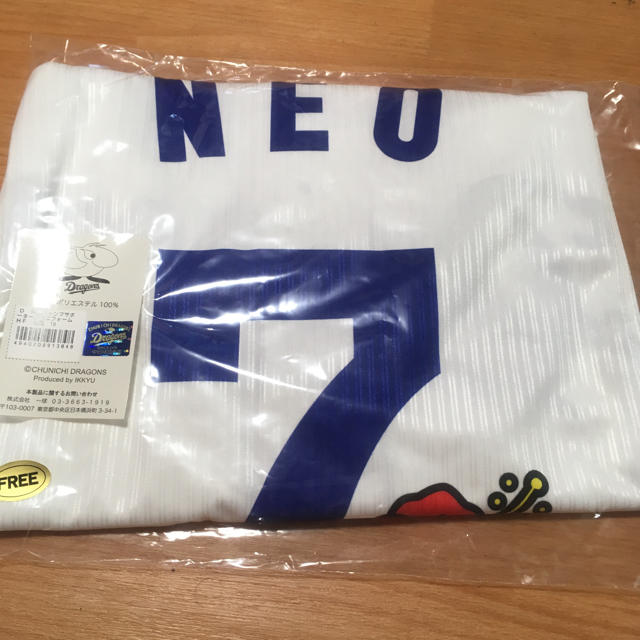 NEO
7
Dragons
ポリエステル 100%
CHUNICHI DRAGONS
Dragons
©CHUNICHI DRAGONS
Produced by IKKYU
本製品に関するお問い合わせ
株式会社 一球 03-3663-1919
〒103-0007 東京都中央区日本橋浜町 3-34-1
FREE